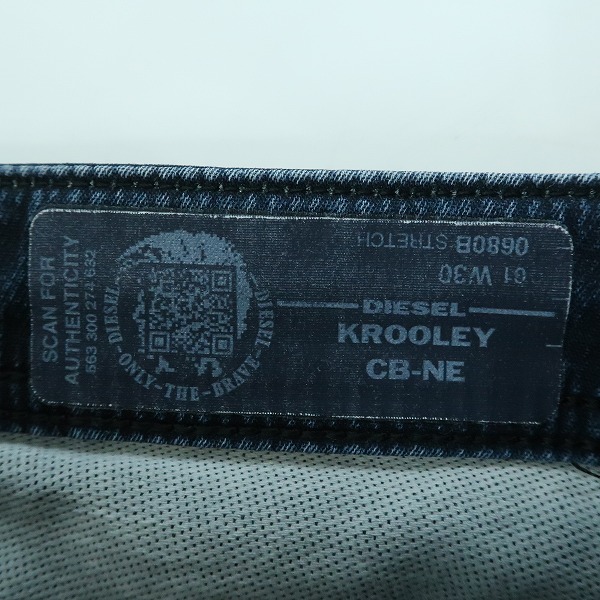 SCAN FOR
AUTHENTICITY
563 300 274 632
DIESEL
ONLY-THE-BRAVE
DIESEL
0680B STRETCH
01 W30
DIESEL
KROOLEY
CB-NE